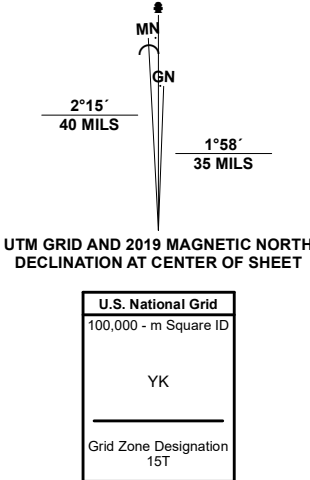 MN
GN
2°15´
40 MILS
1°58´
35 MILS
UTM GRID AND 2019 MAGNETIC NORTH
DECLINATION AT CENTER OF SHEET
U.S. National Grid
100,000 - m Square ID
YK
Grid Zone Designation
15T